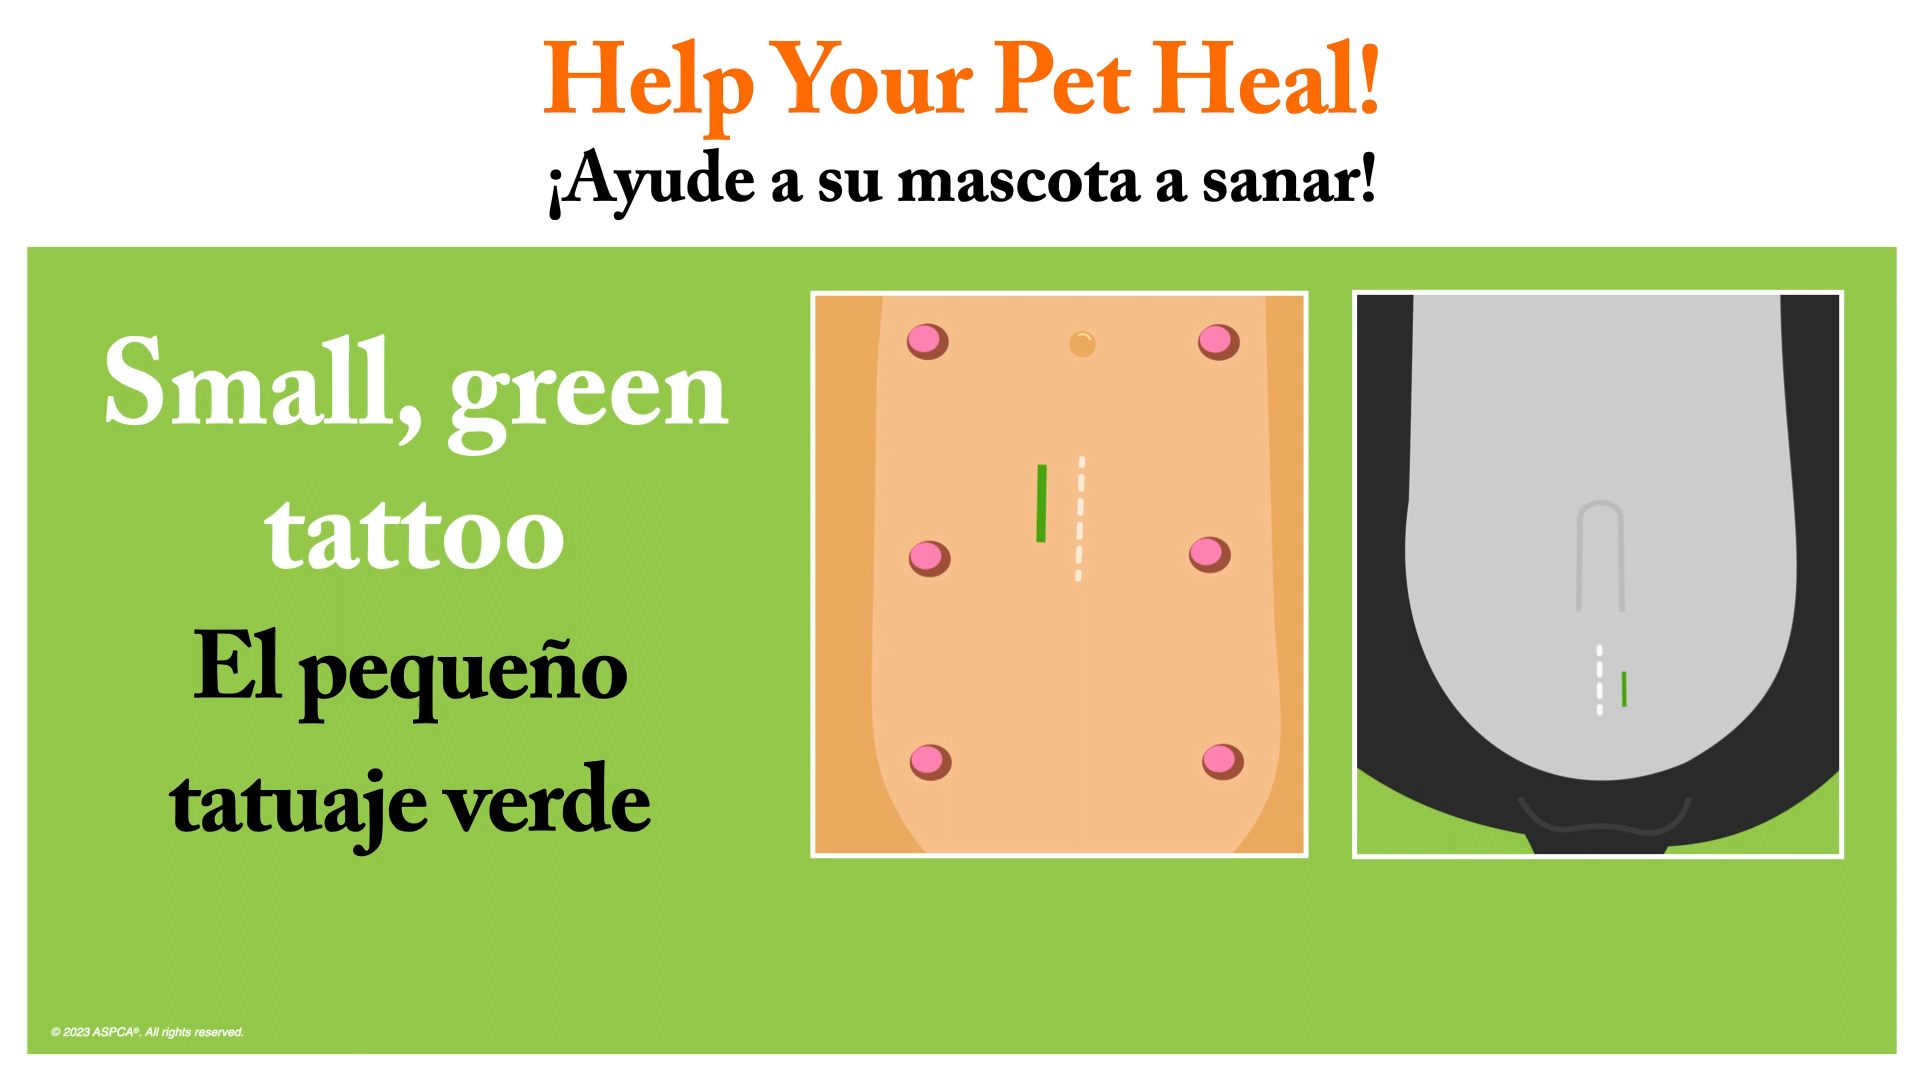 Help Your Pet Heal!
¡Ayude a su mascota a sanar!
Small, green
tattoo
El pequeño
tatuaje verde
© 2023 ASPCA®. All rights reserved.